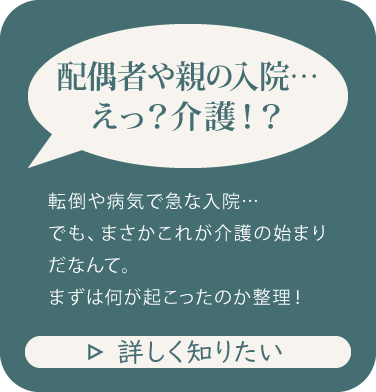 配偶者や親の入院…
えっ？介護！？
転倒や病気で急な入院…
でも、まさかこれが介護の始まり
だなんて。
まずは何が起こったのか整理！
▷ 詳しく知りたい